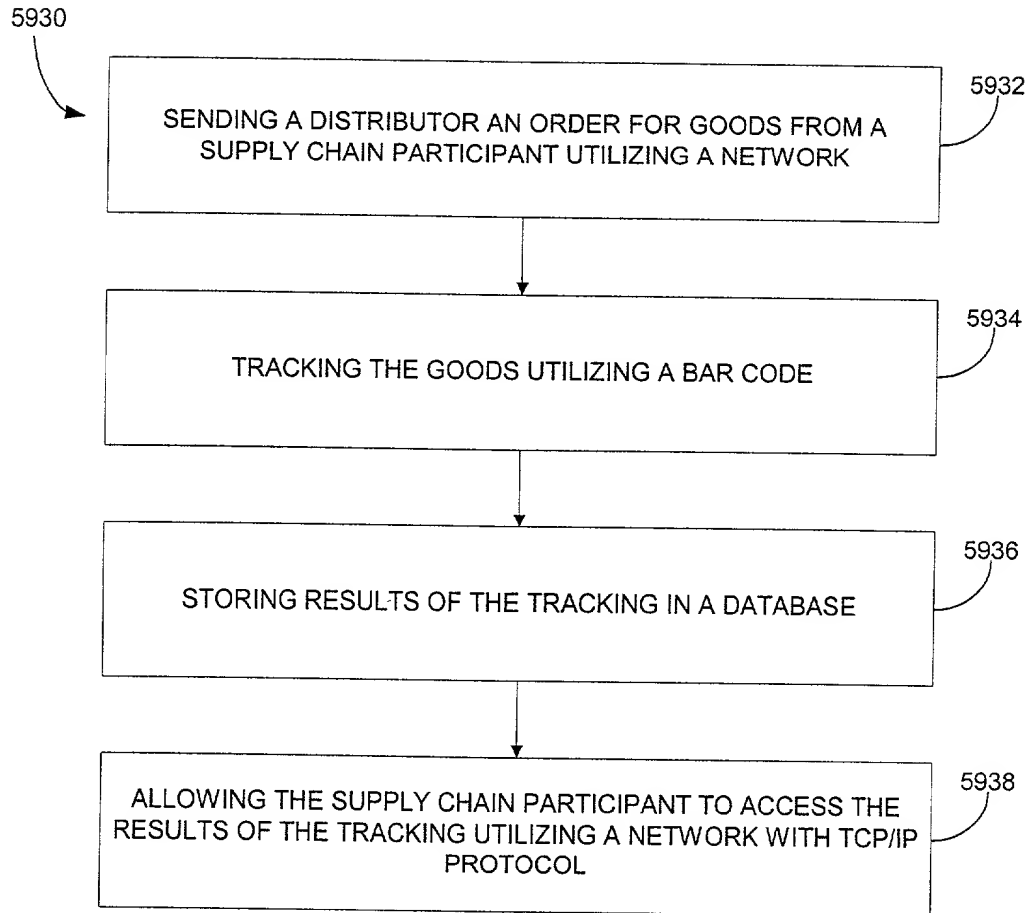 5930
5932
SENDING A DISTRIBUTOR AN ORDER FOR GOODS FROM A
SUPPLY CHAIN PARTICIPANT UTILIZING A NETWORK
5934
TRACKING THE GOODS UTILIZING A BAR CODE
5936
STORING RESULTS OF THE TRACKING IN A DATABASE
5938
ALLOWING THE SUPPLY CHAIN PARTICIPANT TO ACCESS THE
RESULTS OF THE TRACKING UTILIZING A NETWORK WITH TCP/IP
PROTOCOL